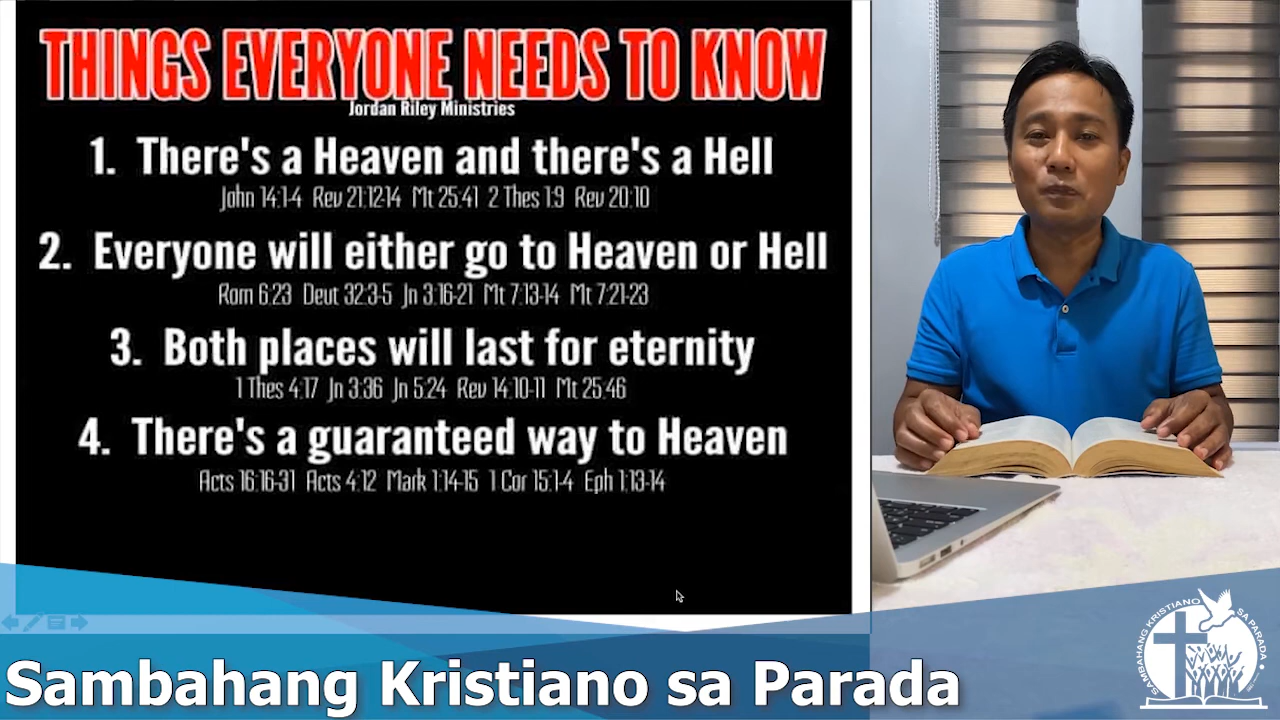 THINGS EVERYONE NEEDS TO KNOW
Jordan Riley Ministries
1. There's a Heaven and there's a Hell
John 14:1-4 Rev 21:12-14 Mt 25:41 2 Thes 1:9 Rev 20:10
2. Everyone will either go to Heaven or Hell
Rom 6:23 Deut 32:3-5 Jn 3:16-21 Mt 7:13-14 Mt 7:21-23
3. Both places will last for eternity
1 Thes 4:17 Jn 3:36 Jn 5:24 Rev 14:10-11 Mt 25:46
4. There's a guaranteed way to Heaven
Acts 16:16-31 Acts 4:12 Mark 1:14-15 1 Cor 15:1-4 Eph 1:13-14
Sambahang Kristiano sa Parada
SAMBAHANG KRISTIANO SA PARADA